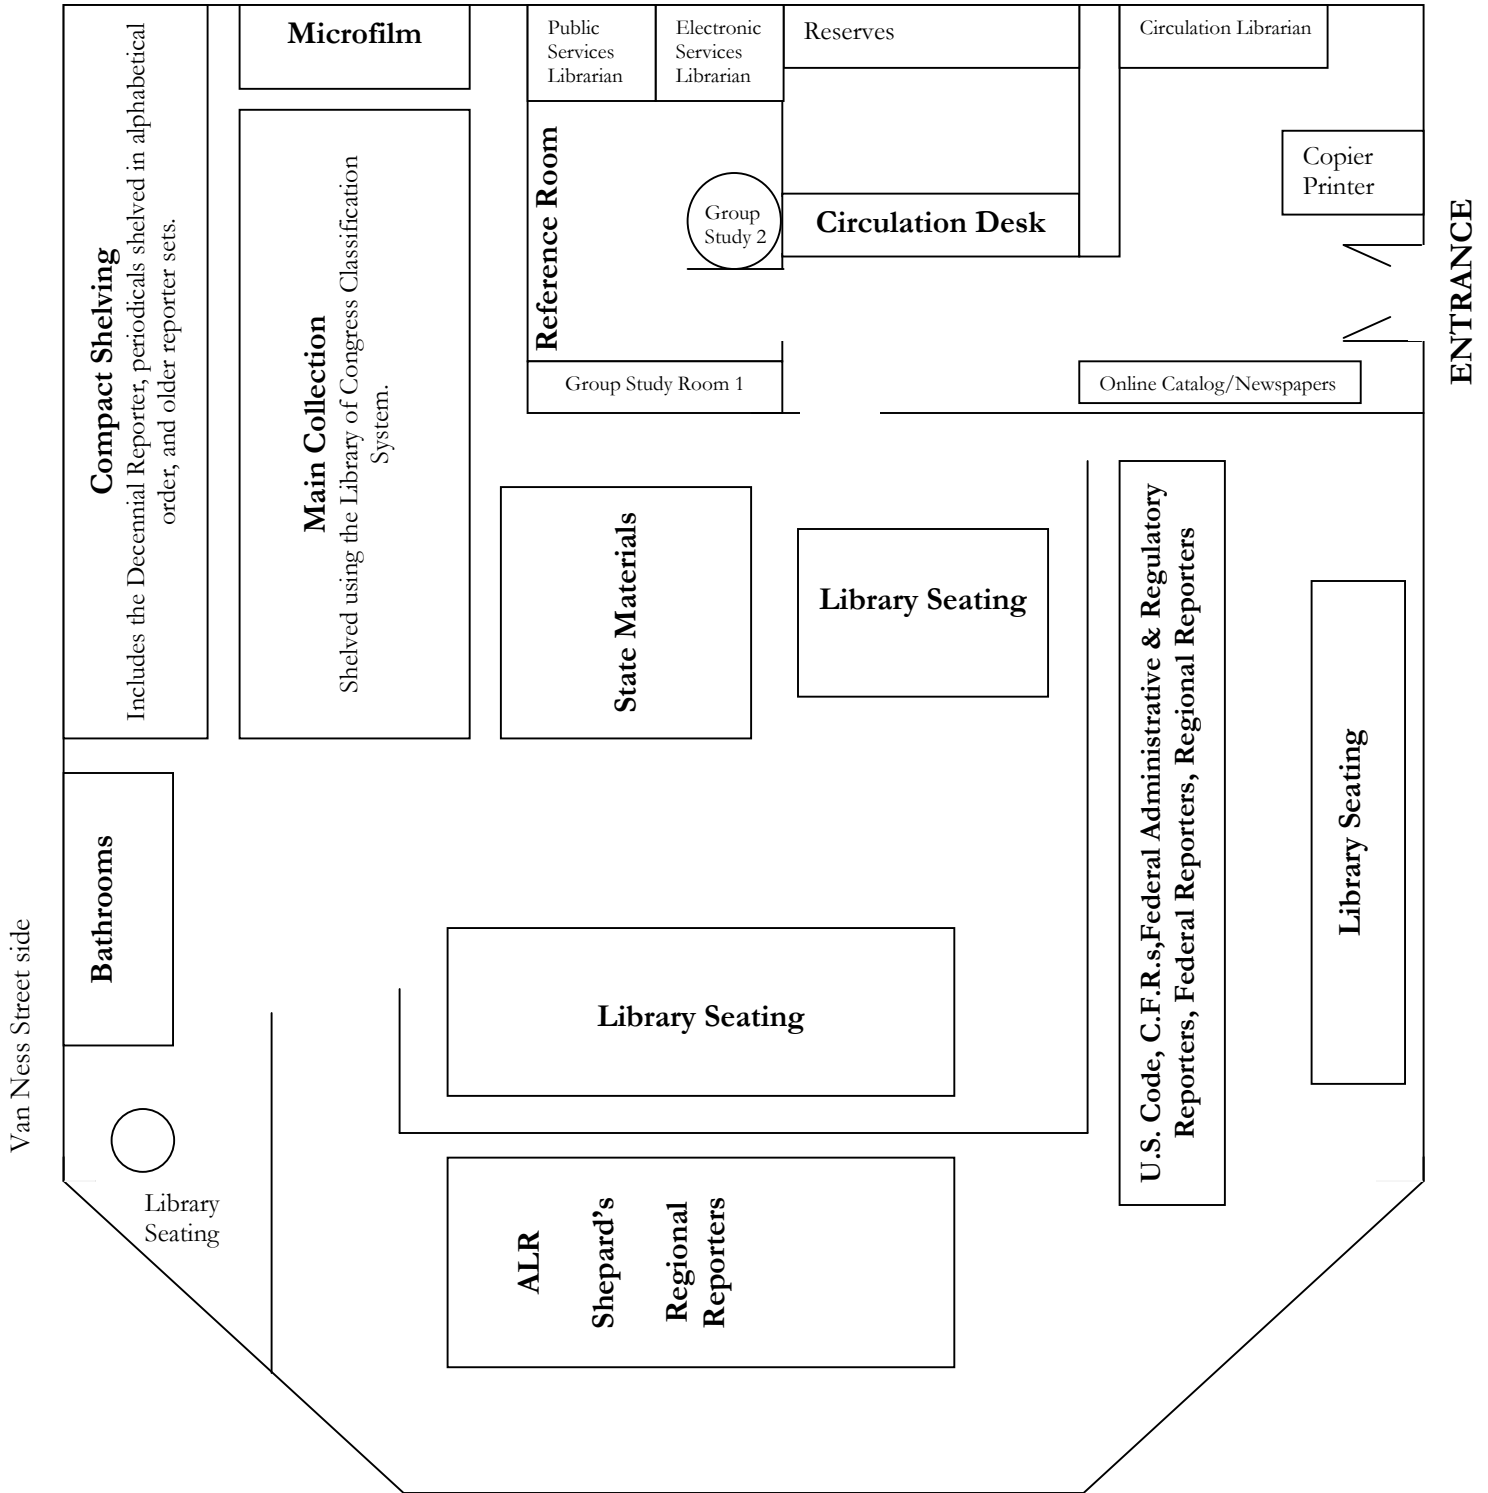 Microfilm
Public
Services
Librarian
Electronic
Services
Librarian
Reserves
Circulation Librarian
Compact Shelving
Includes the Decennial Reporter, periodicals shelved in alphabetical
order, and older reporter sets.
Main Collection
Shelved using the Library of Congress Classification
System.
Reference Room
Group
Study 2
Circulation Desk
Copier
Printer
ENTRANCE
Group Study Room 1
Online Catalog/Newspapers
State Materials
Library Seating
U.S. Code, C.F.R.s,Federal Administrative & Regulatory
Reporters, Federal Reporters, Regional Reporters
Library Seating
Bathrooms
Van Ness Street side
Library Seating
Library
Seating
ALR
Shepard’s
Regional
Reporters